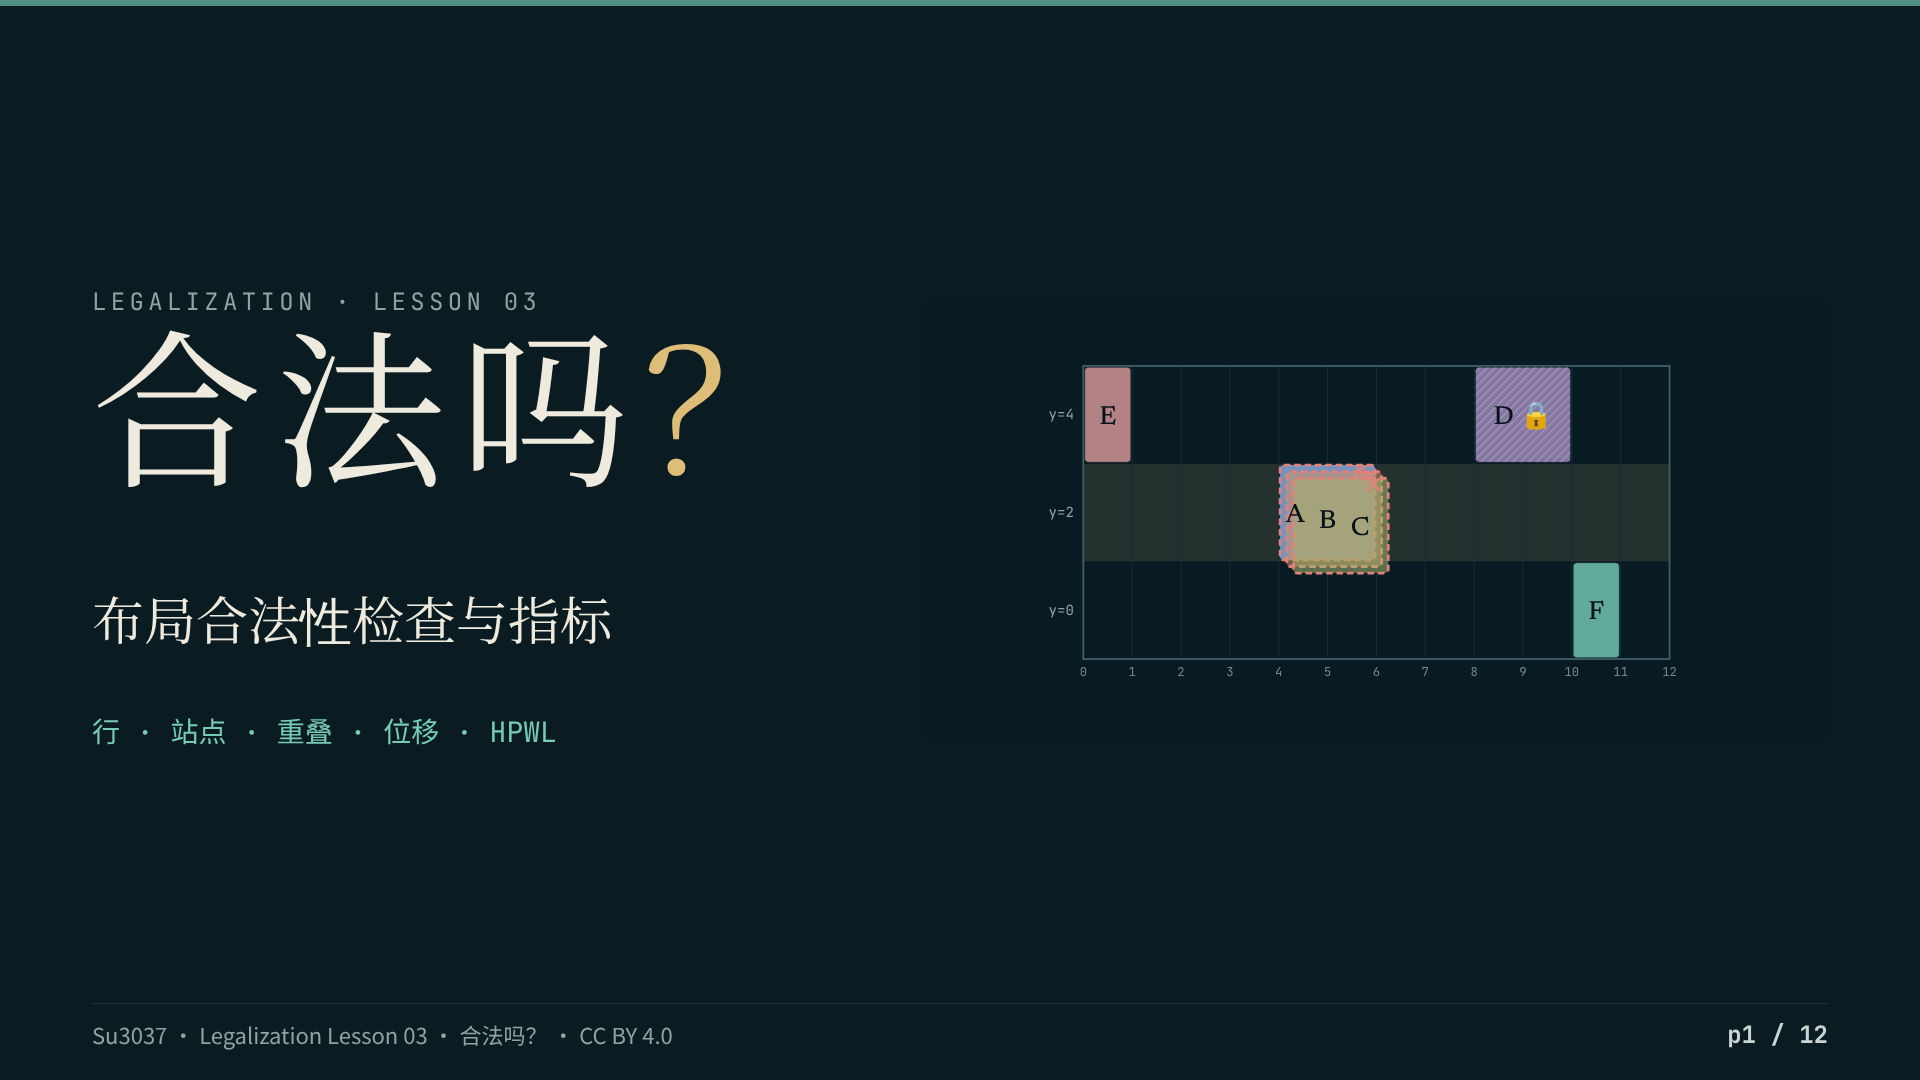 LEGALIZATION · LESSON 03
合法吗?
布局合法性检查与指标
行 · 站点 · 重叠 · 位移 · HPWL
E
D 🔒
y=4
A B C
y=2
F
y=0
0 1 2 3 4 5 6 7 8 9 10 11 12
Su3037 · Legalization Lesson 03 · 合法吗? · CC BY 4.0
p1 / 12